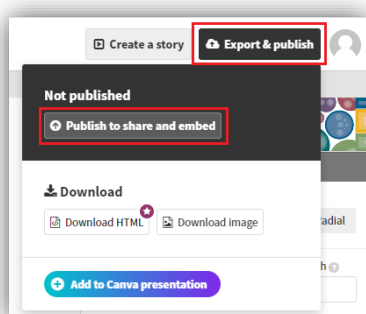 Create a story
Export & publish
Not published
Publish to share and embed
Download
Download HTML
Download image
adial
h
Add to Canva presentation